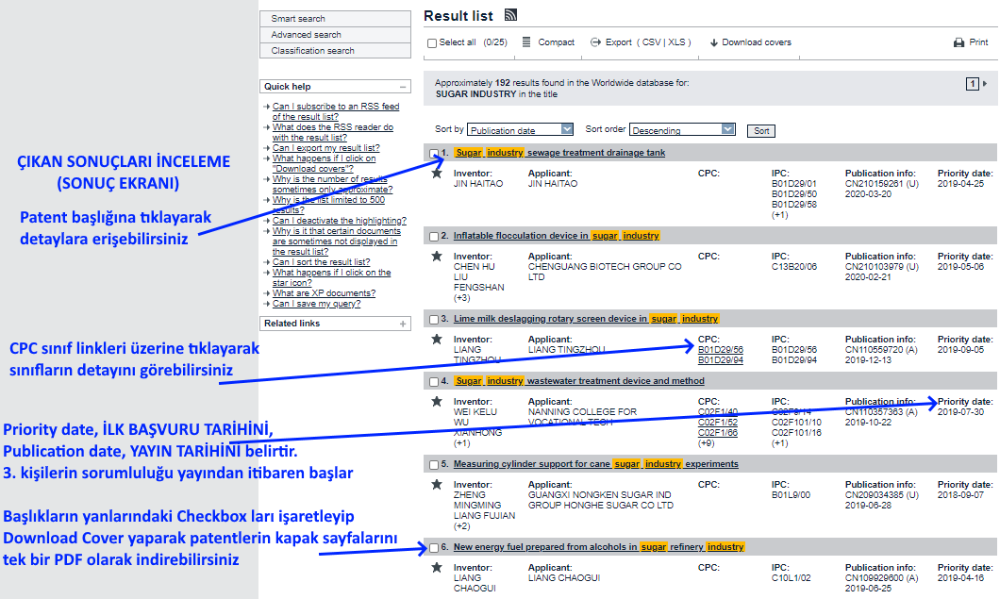 Smart search
Advanced search
Classification search
Quick help
Can I subscribe to an RSS feed
of the result list?
What does the RSS reader do
with the result list?
Can I export my result list?
What happens if I click on
"Download covers"?
Why is the number of results
sometimes only approximate?
Why is the list limited to 500
results?
Can I deactivate the highlighting?
Why is it that certain documents
are sometimes not displayed in
the result list?
Can I sort the result list?
What happens if I click on the
star icon?
What are XP documents?
Can I save my query?
Related links
ÇIKAN SONUÇLARI İNCELEME
(SONUÇ EKRANI)
Patent başlığına tıklayarak
detaylara erişebilirsiniz
CPC sınıf linkleri üzerine tıklayarak
sınıfların detayını görebilirsiniz
Priority date, İLK BAŞVURU TARİHİNİ,
Publication date, YAYIN TARİHİNİ belirtir.
3. kişilerin sorumluluğu yayından itibaren başlar
Başlıkların yanlarındaki Checkbox ları işaretleyip
Download Cover yaparak patentlerin kapak sayfalarını
tek bir PDF olarak indirebilirsiniz
Result list
Select all (0/25) Compact Export ( CSV | XLS ) Download covers Print
Approximately 192 results found in the Worldwide database for:
SUGAR INDUSTRY in the title
1
Sort by Publication date Sort order Descending Sort
1. Sugar industry sewage treatment drainage tank
Inventor: Applicant: CPC: IPC: Publication info: Priority date:
JIN HAITAO JIN HAITAO B01D29/01 CN210159261 (U) 2019-04-25
B01D29/50 2020-03-20
B01D29/58
(+1)
2. Inflatable flocculation device in sugar industry
Inventor: Applicant: CPC: IPC: Publication info: Priority date:
CHEN HU CHENGUANG BIOTECH GROUP CO C13B20/06 CN210103979 (U) 2019-05-06
LIU LTD 2020-02-21
FENGSHAN
(+3)
3. Lime milk deslagging rotary screen device in sugar industry
Inventor: Applicant: CPC: IPC: Publication info: Priority date:
LIANG LIANG TINGZHOU B01D29/56 B01D29/56 CN110559720 (A) 2019-09-05
TINGZHOU B01D29/94 B01D29/94 2019-12-13
4. Sugar industry wastewater treatment device and method
Inventor: Applicant: CPC: IPC: Publication info: Priority date:
WEI KELU NANNING COLLEGE FOR C02F1/40 C02F9/14 CN110357363 (A) 2019-07-30
WU VOCATIONAL TECH C02F1/52 C02F101/10 2019-10-22
XIANHONG C02F1/66 C02F101/16
(+1) (+9) (+1)
5. Measuring cylinder support for cane sugar industry experiments
Inventor: Applicant: CPC: IPC: Publication info: Priority date:
ZHENG GUANGXI NONGKEN SUGAR IND B01L9/00 CN209034385 (U) 2018-09-07
MINGMING GROUP HONGHE SUGAR CO LTD 2019-06-28
LIANG FUJIAN
(+2)
6. New energy fuel prepared from alcohols in sugar refinery industry
Inventor: Applicant: CPC: IPC: Publication info: Priority date:
LIANG LIANG CHAOGUI C10L1/02 CN109929600 (A) 2019-04-16
CHAOGUI 2019-06-25